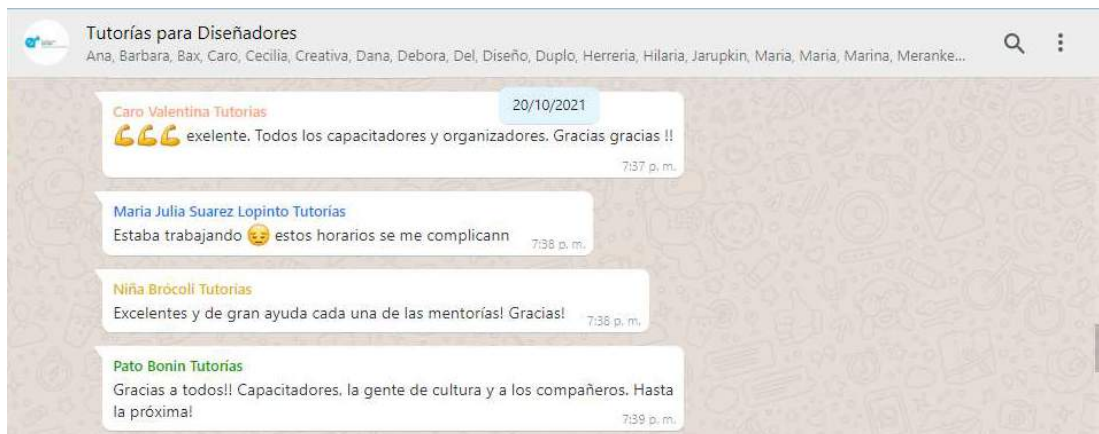 Tutorías para Diseñadores
Ana, Barbara, Bax, Caro, Cecilia, Creativa, Dana, Debora, Del, Diseño, Duplo, Herreria, Hilaria, Jarupkin, Maria, Maria, Marina, Meranke...
20/10/2021
Caro Valentina Tutorias
💪💪💪 exelente. Todos los capacitadores y organizadores. Gracias gracias !!
7:37 p. m.
Maria Julia Suarez Lopinto Tutorías
Estaba trabajando 😔 estos horarios se me complicann
7:38 p. m.
Niña Brócoli Tutorias
Excelentes y de gran ayuda cada una de las mentorías! Gracias!
7:38 p. m.
Pato Bonin Tutorías
Gracias a todos!! Capacitadores, la gente de cultura y a los compañeros. Hasta
la próxima!
7:39 p. m.